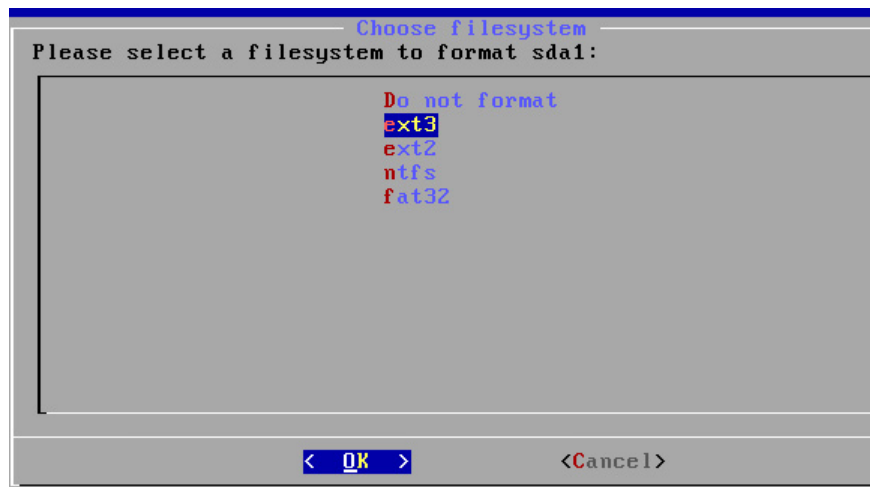 Choose filesystem
Please select a filesystem to format sda1:
Do not format
ext3
ext2
ntfs
fat32
< OK > <Cancel>